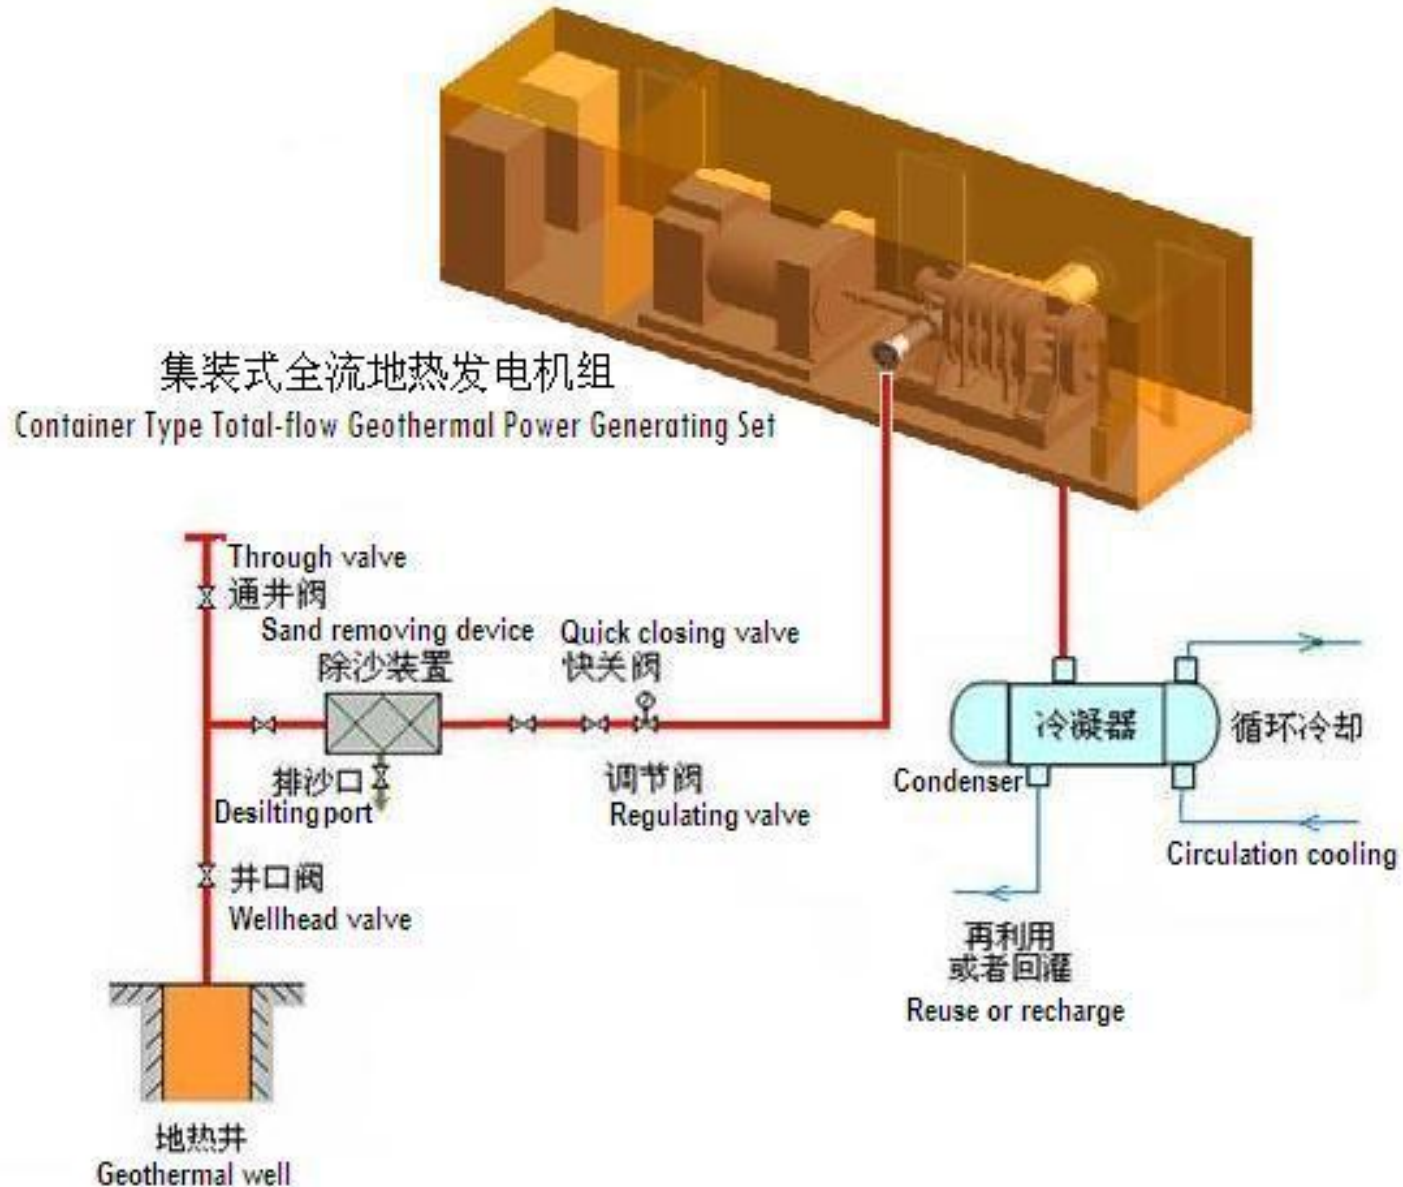 集装式全流地热发电机组
Container Type Total-flow Geothermal Power Generating Set
Through valve
通井阀
Sand removing device
除沙装置
Quick closing valve
快关阀
排沙口
Desilting port
调节阀
Regulating valve
冷凝器
Condenser
循环冷却
Circulation cooling
井口阀
Wellhead valve
再利用
或者回灌
Reuse or recharge
地热井
Geothermal well